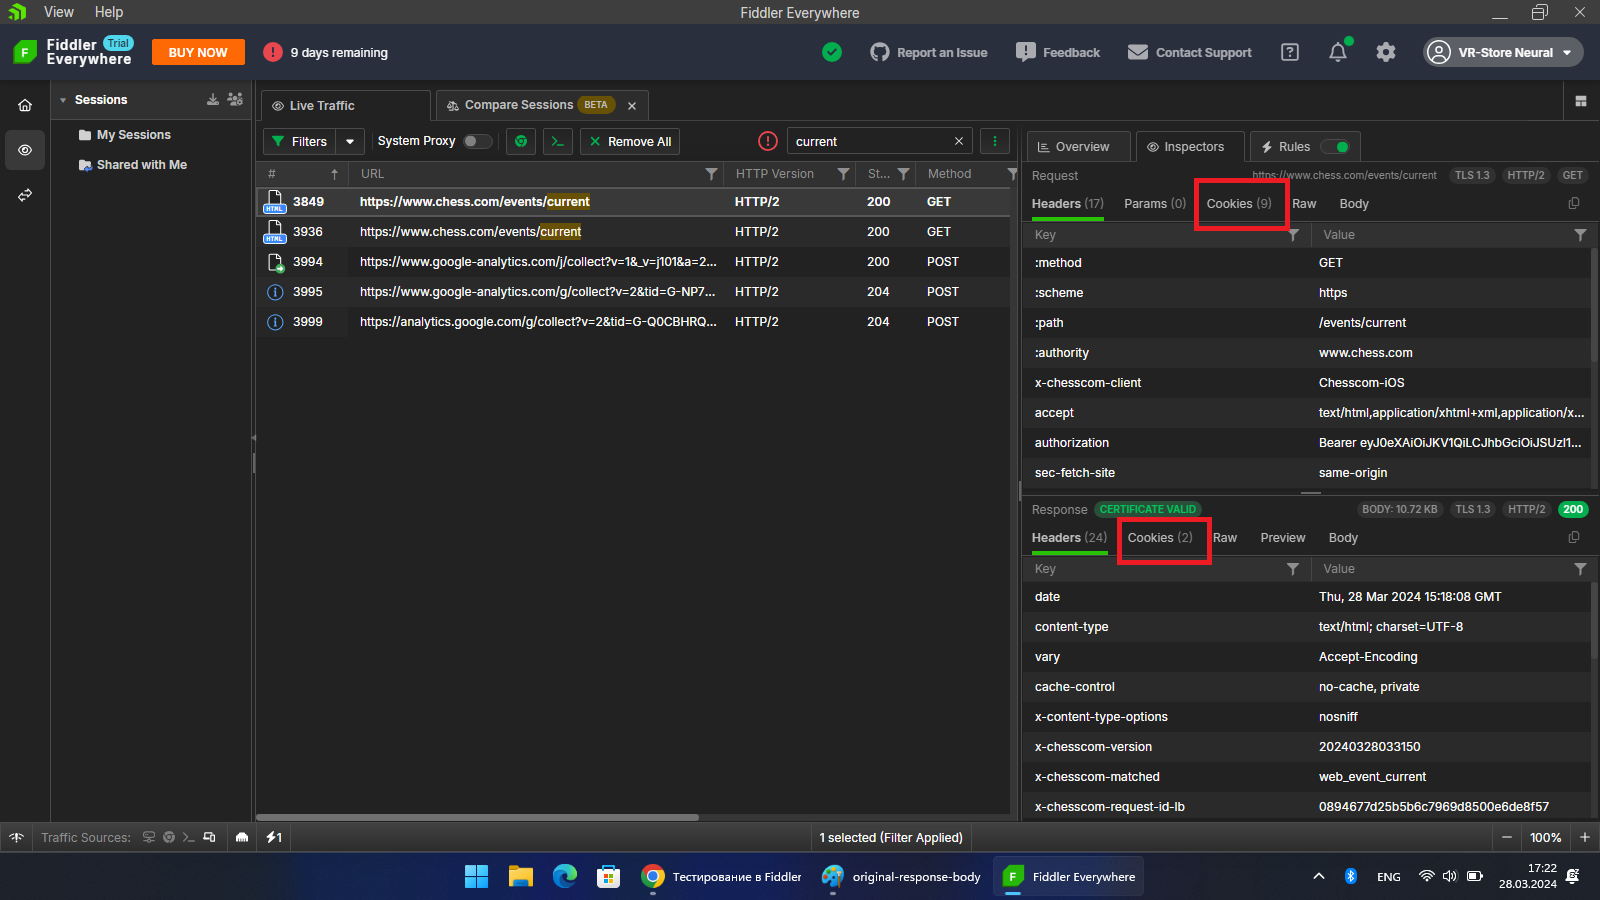 View Help
Fiddler Everywhere
Fiddler Trial
Everywhere
BUY NOW
9 days remaining
Report an Issue
Feedback
Contact Support
VR-Store Neural
Sessions
My Sessions
Shared with Me
Live Traffic
Compare Sessions BETA
Filters
System Proxy
Remove All
current
# URL HTTP Version St... Method
3849 https://www.chess.com/events/current HTTP/2 200 GET
3936 https://www.chess.com/events/current HTTP/2 200 GET
3994 https://www.google-analytics.com/j/collect?v=1&_v=j101&a=2... HTTP/2 200 POST
3995 https://www.google-analytics.com/g/collect?v=2&tid=G-NP7... HTTP/2 204 POST
3999 https://analytics.google.com/g/collect?v=2&tid=G-Q0CBHRQ... HTTP/2 204 POST
Overview
Inspectors
Rules
Request https://www.chess.com/events/current TLS 1.3 HTTP/2 GET
Headers (17) Params (0) Cookies (9) Raw Body
Key Value
:method GET
:scheme https
:path /events/current
:authority www.chess.com
x-chesscom-client Chesscom-iOS
accept text/html,application/xhtml+xml,application/x...
authorization Bearer eyJ0eXAiOiJKV1QiLCJhbGciOiJSUzI1...
sec-fetch-site same-origin
Response CERTIFICATE VALID BODY: 10.72 KB TLS 1.3 HTTP/2 200
Headers (24) Cookies (2) Raw Preview Body
Key Value
date Thu, 28 Mar 2024 15:18:08 GMT
content-type text/html; charset=UTF-8
vary Accept-Encoding
cache-control no-cache, private
x-content-type-options nosniff
x-chesscom-version 20240328033150
x-chesscom-matched web_event_current
x-chesscom-request-id-lb 0894677d25b5b6c7969d8500e6de8f57
Traffic Sources:
1
1 selected (Filter Applied)
100%
Тестирование в Fiddler
original-response-body
Fiddler Everywhere
ENG
17:22
28.03.2024